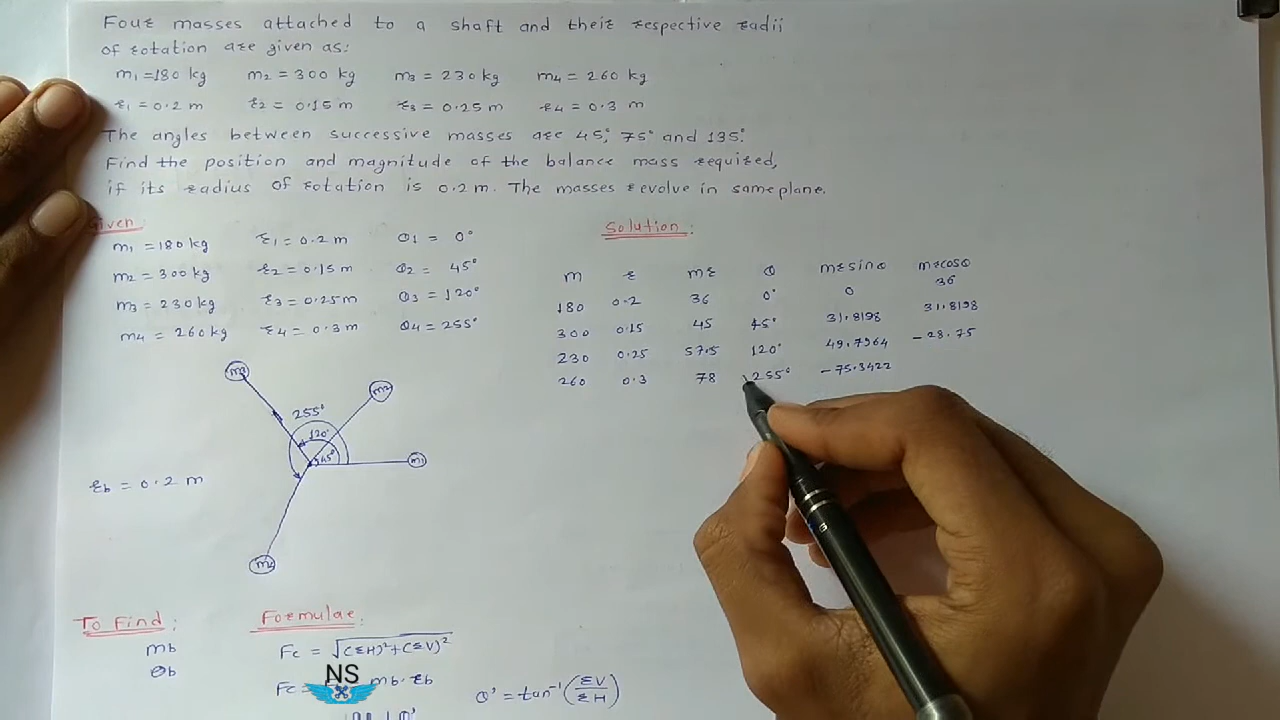 Four masses attached to a shaft and their respective radii
of rotation are given as:
m1 = 180 kg m2 = 300 kg m3 = 230 kg m4 = 260 kg
r1 = 0.2 m r2 = 0.15 m r3 = 0.25 m r4 = 0.3 m
The angles between successive masses are 45°, 75° and 135°.
Find the position and magnitude of the balance mass required,
if its radius of rotation is 0.2 m. The masses revolve in same plane.
Given
m1 = 180 kg r1 = 0.2 m θ1 = 0°
m2 = 300 kg r2 = 0.15 m θ2 = 45°
m3 = 230 kg r3 = 0.25 m θ3 = 120°
m4 = 260 kg r4 = 0.3 m θ4 = 255°
m3
m2
255°
120°
45°
m1
rb = 0.2 m
m4
To Find:
mb
θb
Formulae:
Fc = √(ΣH)²+(ΣV)²
Fc = mb.rb
θ' = tan⁻¹(ΣV/ΣH)
NS
Solution:
m r mr θ mrsinθ mrcosθ
180 0.2 36 0° 0 36
300 0.15 45 45° 31.8198 31.8198
230 0.25 57.5 120° 49.7964 -28.75
260 0.3 78 255° -75.3422